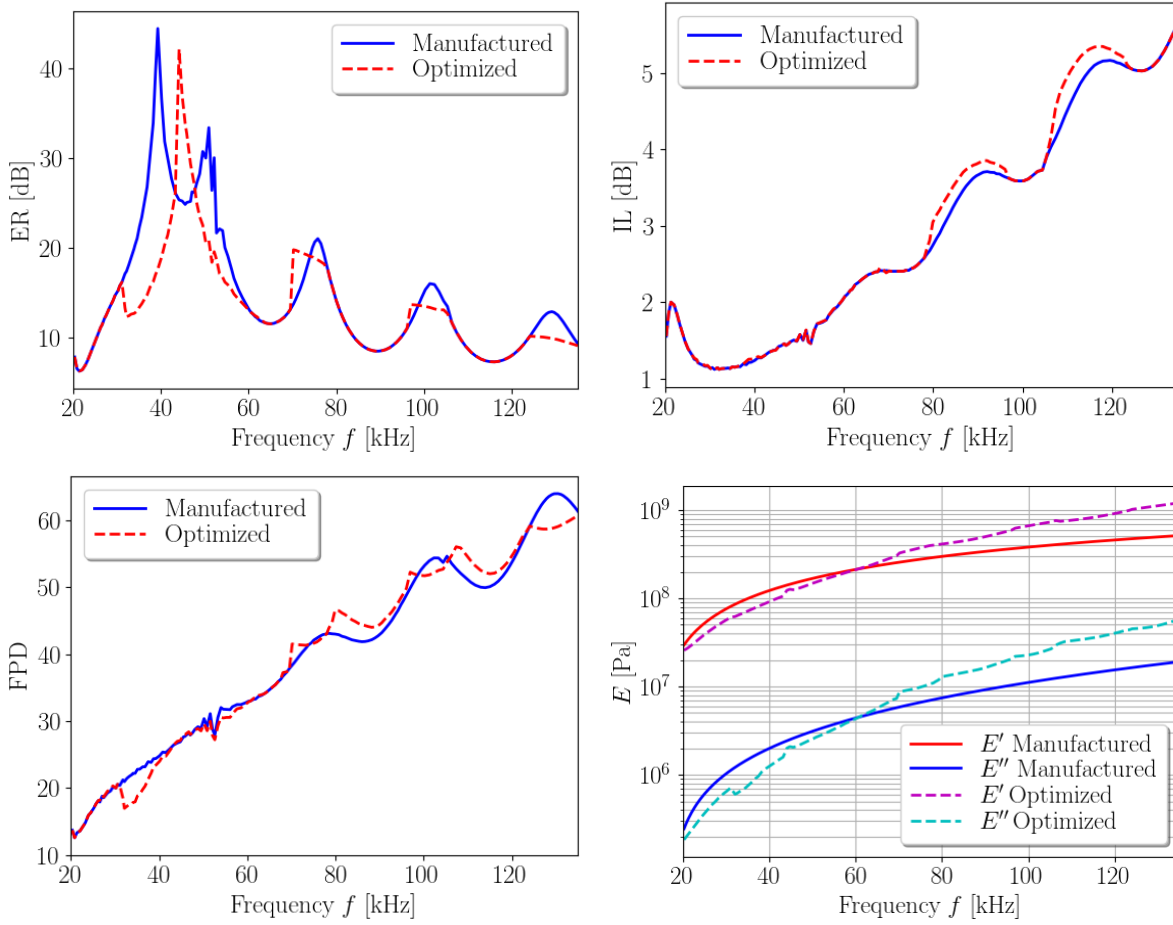 Manufactured
Optimized
ER [dB]
40
30
20
10
20 40 60 80 100 120
Frequency f [kHz]
Manufactured
Optimized
IL [dB]
5
4
3
2
1
20 40 60 80 100 120
Frequency f [kHz]
Manufactured
Optimized
FPD
60
50
40
30
20
10
20 40 60 80 100 120
Frequency f [kHz]
E [Pa]
10⁹
10⁸
10⁷
10⁶
E′ Manufactured
E′′ Manufactured
E′ Optimized
E′′ Optimized
20 40 60 80 100 120
Frequency f [kHz]